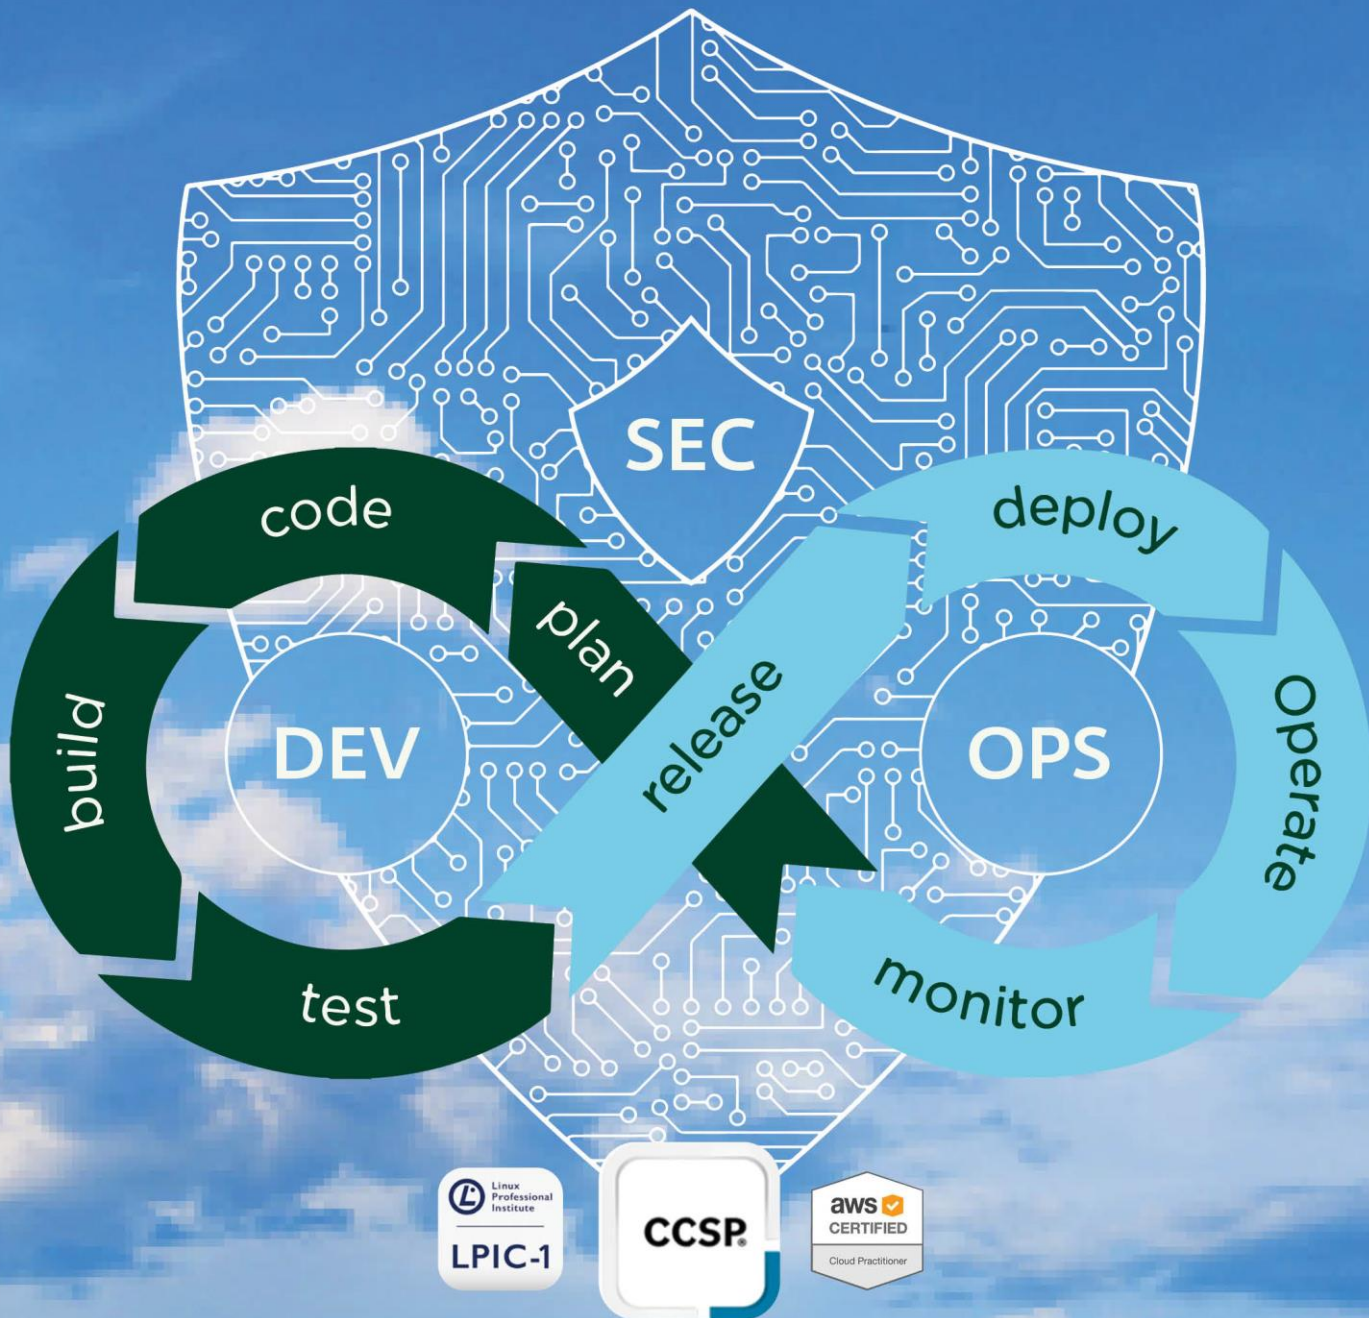 SEC
code
deploy
plan
release
build
DEV
OPS
Operate
test
monitor
Linux
Professional
Institute
LPIC-1
CCSP®
aws
CERTIFIED
Cloud Practitioner